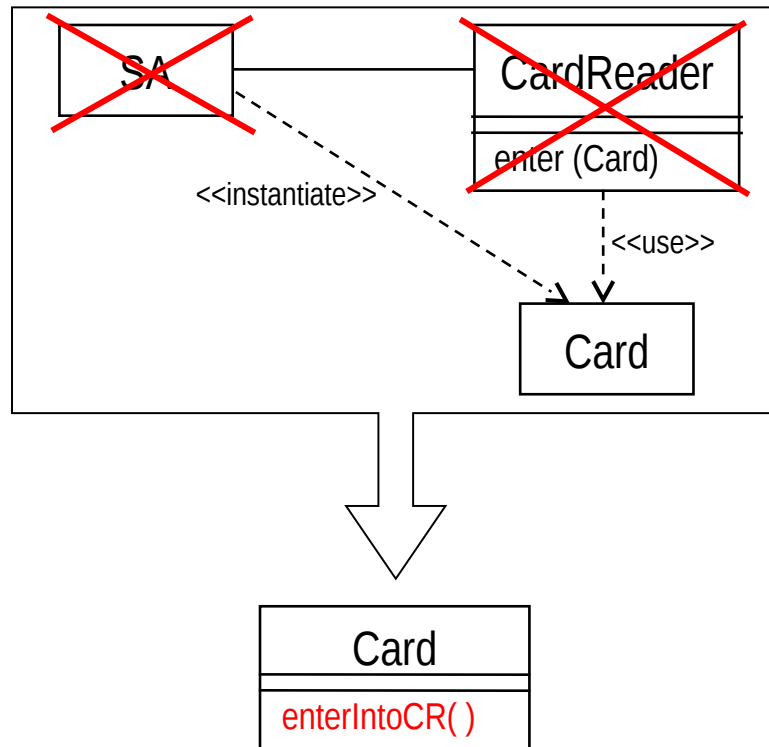 SA
CardReader
enter (Card)
<<instantiate>>
<<use>>
Card
Card
enterIntoCR( )